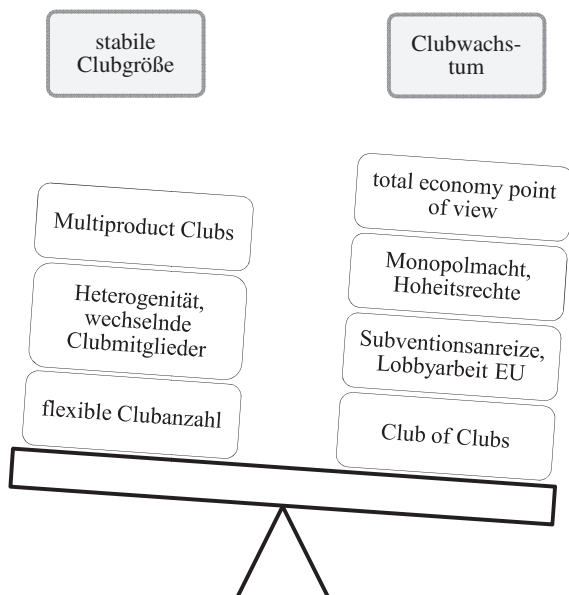 stabile
Clubgröße
Clubwachs-
tum
Multiproduct Clubs
Heterogenität,
wechselnde
Clubmitglieder
flexible Clubanzahl
total economy point
of view
Monopolmacht,
Hoheitsrechte
Subventionsanreize,
Lobbyarbeit EU
Club of Clubs